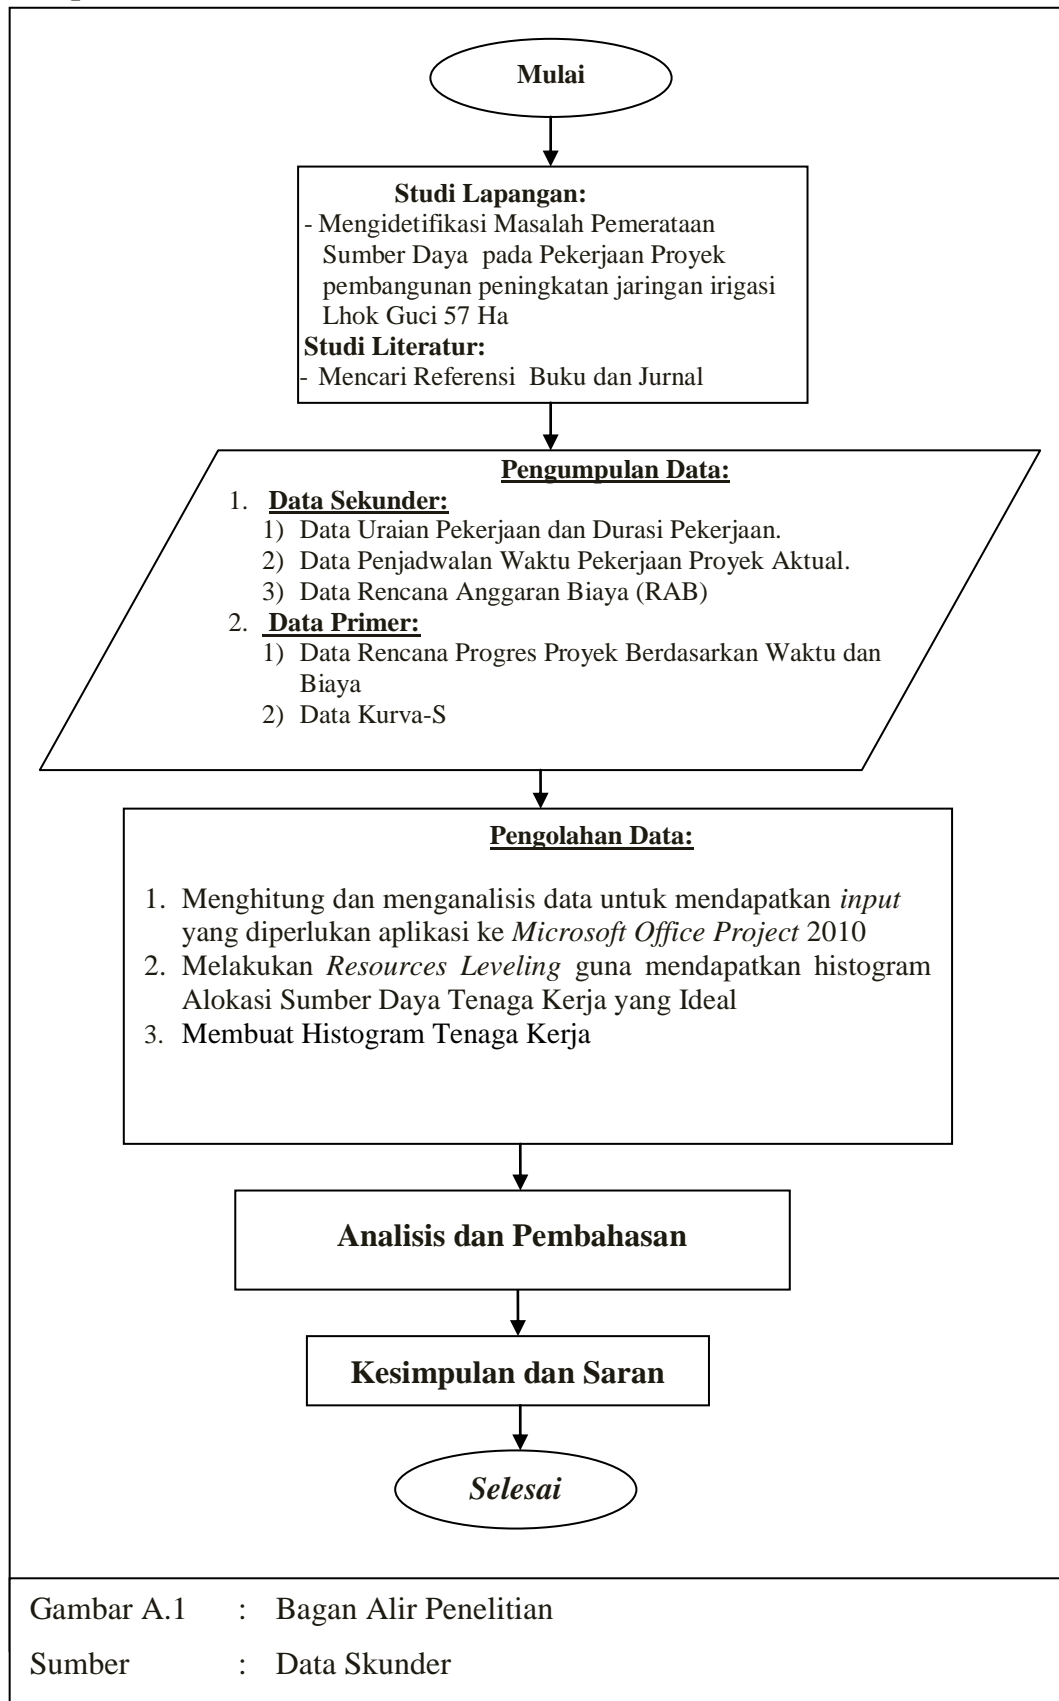 Mulai
Studi Lapangan:
- Mengidetifikasi Masalah Pemerataan
Sumber Daya pada Pekerjaan Proyek
pembangunan peningkatan jaringan irigasi
Lhok Guci 57 Ha
Studi Literatur:
- Mencari Referensi Buku dan Jurnal
Pengumpulan Data:
1. Data Sekunder:
1) Data Uraian Pekerjaan dan Durasi Pekerjaan.
2) Data Penjadwalan Waktu Pekerjaan Proyek Aktual.
3) Data Rencana Anggaran Biaya (RAB)
2. Data Primer:
1) Data Rencana Progres Proyek Berdasarkan Waktu dan
Biaya
2) Data Kurva-S
Pengolahan Data:
1. Menghitung dan menganalisis data untuk mendapatkan input
yang diperlukan aplikasi ke Microsoft Office Project 2010
2. Melakukan Resources Leveling guna mendapatkan histogram
Alokasi Sumber Daya Tenaga Kerja yang Ideal
3. Membuat Histogram Tenaga Kerja
Analisis dan Pembahasan
Kesimpulan dan Saran
Selesai
Gambar A.1 : Bagan Alir Penelitian
Sumber : Data Skunder